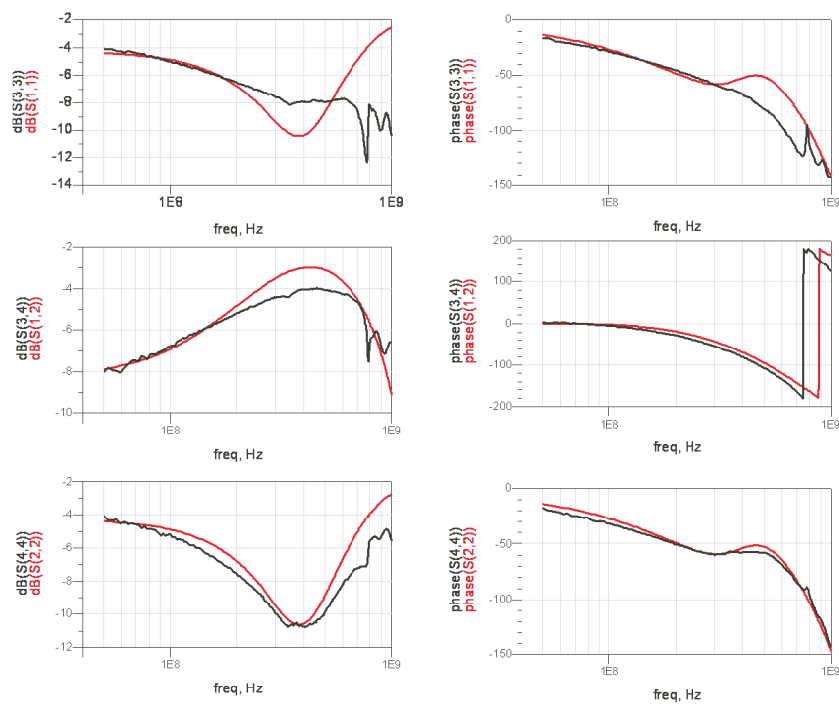 dB(S(3,3))
dB(S(1,1))
-2
-4
-6
-8
-10
-12
-14
1E8
1E9
freq, Hz
phase(S(3,3))
phase(S(1,1))
0
-50
-100
-150
1E8
1E9
freq, Hz
dB(S(3,4))
dB(S(1,2))
-2
-4
-6
-8
-10
1E8
1E9
freq, Hz
phase(S(3,4))
phase(S(1,2))
200
100
0
-100
-200
1E8
1E9
freq, Hz
dB(S(4,4))
dB(S(2,2))
-2
-4
-6
-8
-10
-12
1E8
1E9
freq, Hz
phase(S(4,4))
phase(S(2,2))
0
-50
-100
-150
1E8
1E9
freq, Hz